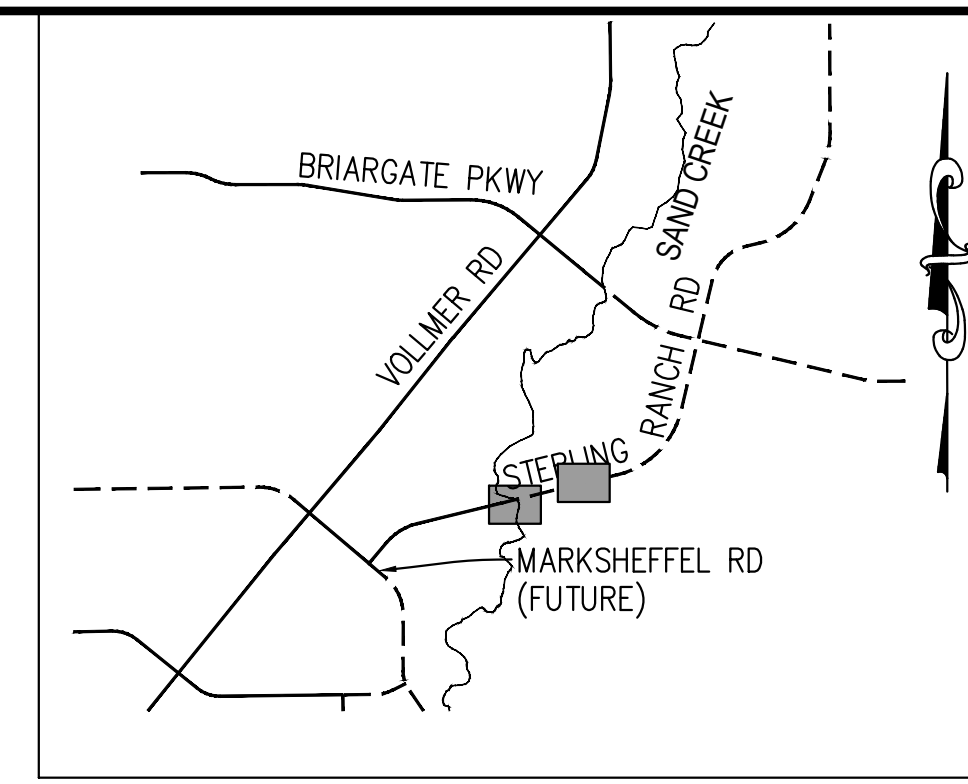 BRIARGATE PKWY
SAND CREEK
VOLLMER RD
STERLING RANCH RD
MARKSHEFFEL RD
(FUTURE)